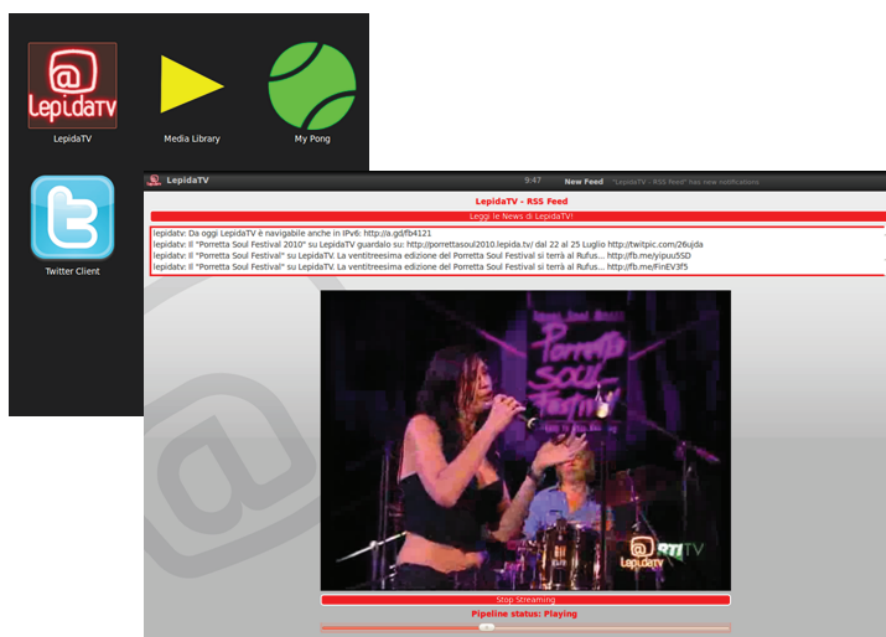 LepidaTV
LepidaTV
Media Library
My Pong
Twitter Client
LepidaTV
9:47
New Feed "LepidaTV - RSS feed" has new notifications
LepidaTV - RSS Feed
Leggi le News di LepidaTV!
lepidatv: Da oggi LepidaTV è navigabile anche in IPv6: http://a.gd/fb4121
lepidatv: Il "Porretta Soul Festival 2010" su LepidaTV guardalo su: http://porrettasoul2010.lepida.tv/ dal 22 al 25 Luglio http://twitpic.com/26ujda
lepidatv: Il "Porretta Soul Festival" su LepidaTV. La ventitreesima edizione del Porretta Soul Festival si terrà al Rufus... http://fb.me/yipuu5SD
lepidatv: Il "Porretta Soul Festival" su LepidaTV. La ventitreesima edizione del Porretta Soul Festival si terrà al Rufus... http://fb.me/FinEV3f5
Porretta
SOUL
Festival
RTI TV
LepidaTV
Stop Streaming
Pipeline status: Playing